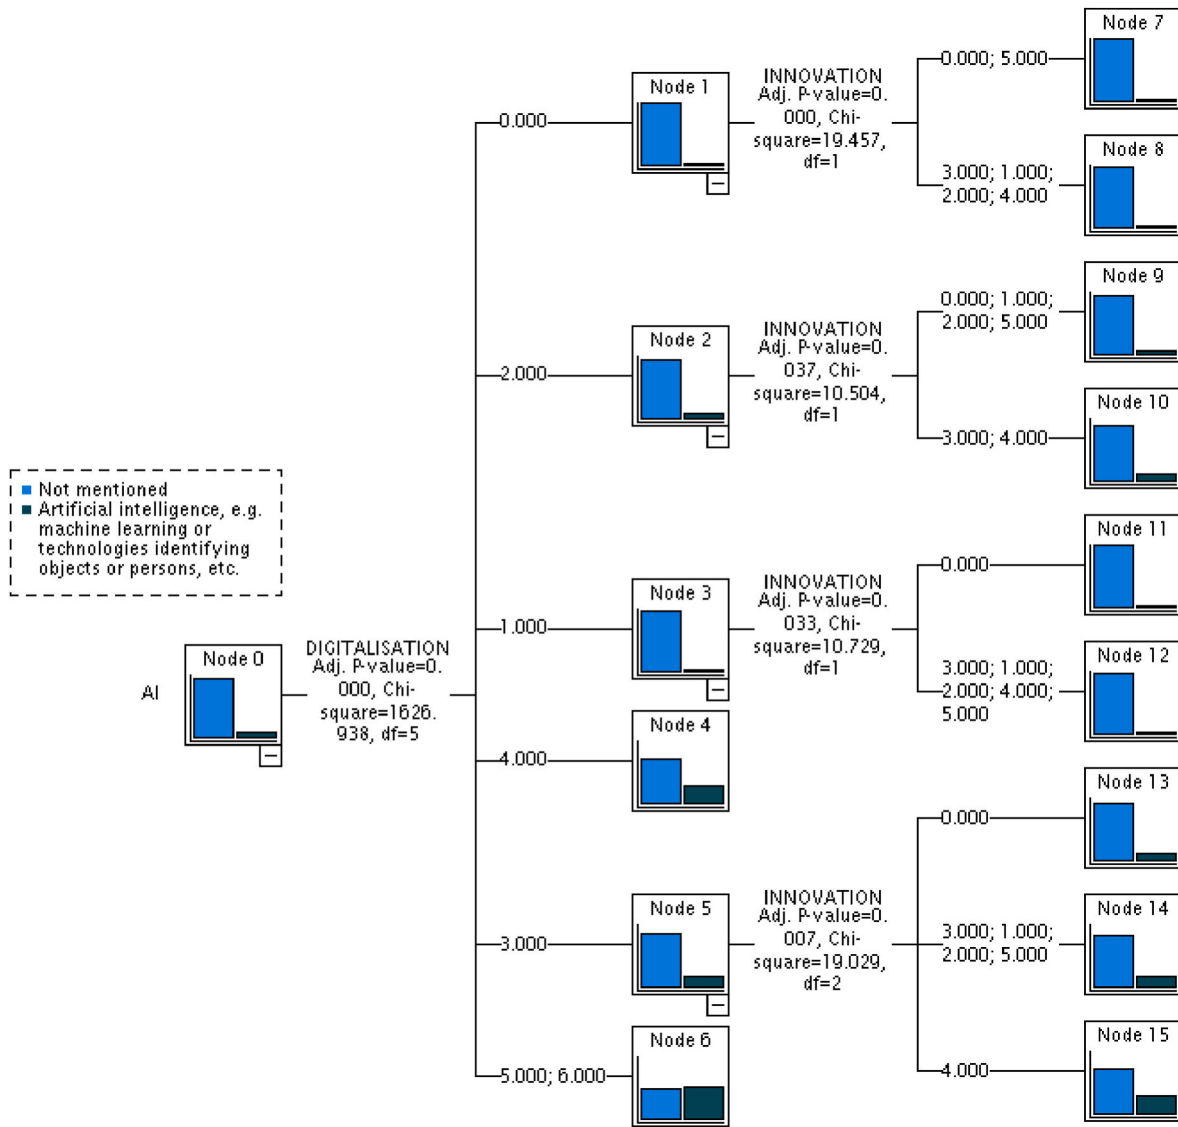 Not mentioned
Artificial intelligence, e.g.
machine learning or
technologies identifying
objects or persons, etc.
AI
Node 0
DIGITALISATION
Adj. P-value=0.
000, Chi-
square=1626.
938, df=5
0.000
Node 1
INNOVATION
Adj. P-value=0.
000, Chi-
square=19.457,
df=1
0.000; 5.000
Node 7
3.000; 1.000;
2.000; 4.000
Node 8
2.000
Node 2
INNOVATION
Adj. P-value=0.
037, Chi-
square=10.504,
df=1
0.000; 1.000;
2.000; 5.000
Node 9
3.000; 4.000
Node 10
1.000
Node 3
INNOVATION
Adj. P-value=0.
033, Chi-
square=10.729,
df=1
0.000
Node 11
3.000; 1.000;
2.000; 4.000;
5.000
Node 12
4.000
Node 4
3.000
Node 5
INNOVATION
Adj. P-value=0.
007, Chi-
square=19.029,
df=2
0.000
Node 13
3.000; 1.000;
2.000; 5.000
Node 14
4.000
Node 15
5.000; 6.000
Node 6